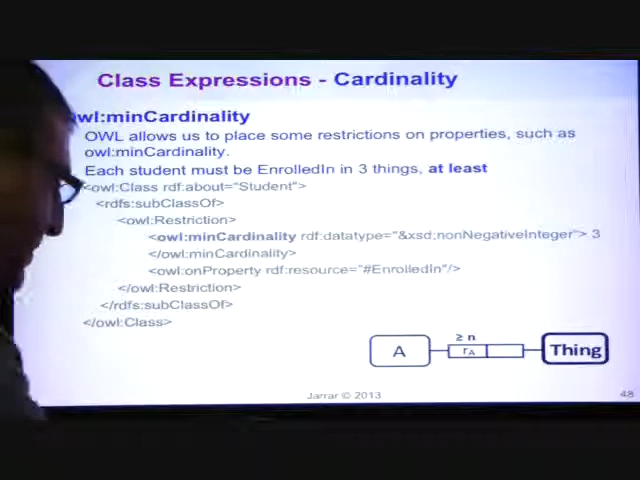 Class Expressions - Cardinality
wl:minCardinality
OWL allows us to place some restrictions on properties, such as
owl:minCardinality.
Each student must be EnrolledIn in 3 things, at least
<owl:Class rdf:about="Student">
<rdfs:subClassOf>
<owl:Restriction>
<owl:minCardinality rdf:datatype="&xsd;nonNegativeInteger"> 3
</owl:minCardinality>
<owl:onProperty rdf:resource="#EnrolledIn"/>
</owl:Restriction>
</rdfs:subClassOf>
</owl:Class>
≥ n
A rA Thing
Jarrar © 2013 48